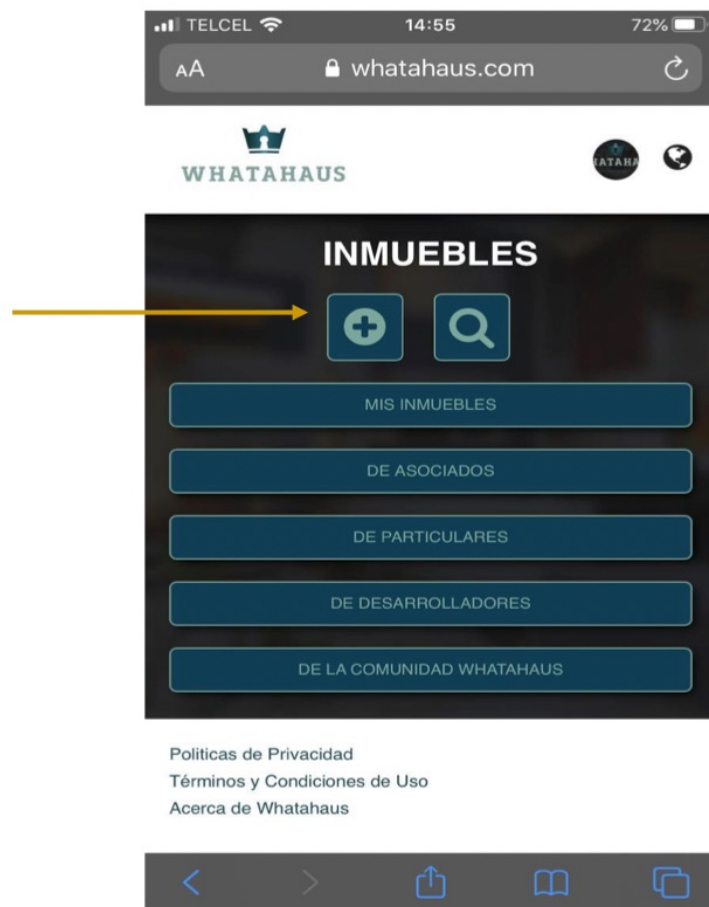 TELCEL 14:55 72%
AA whatahaus.com
WHATAHAUS
ATAHA
INMUEBLES
MIS INMUEBLES
DE ASOCIADOS
DE PARTICULARES
DE DESARROLLADORES
DE LA COMUNIDAD WHATAHAUS
Politicas de Privacidad
Términos y Condiciones de Uso
Acerca de Whatahaus